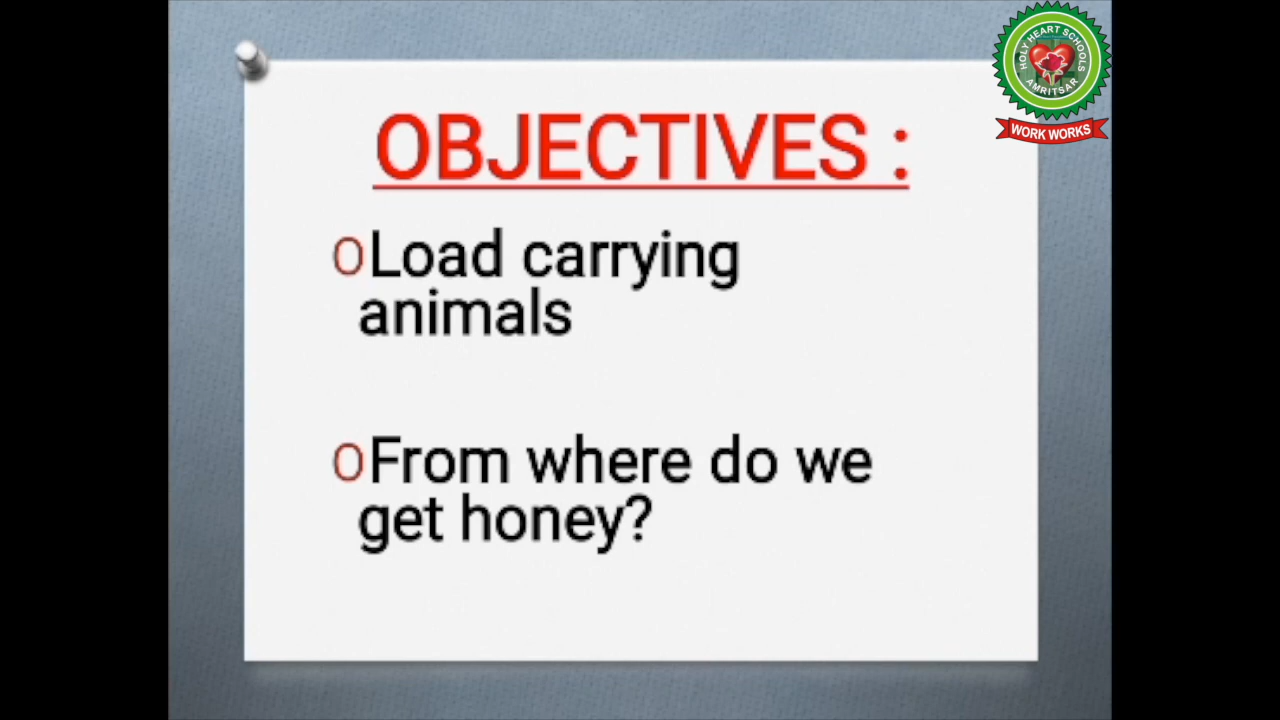 HOLY HEART SCHOOLS
AMRITSAR
WORK WORKS
OBJECTIVES :
Load carrying
animals
From where do we
get honey?